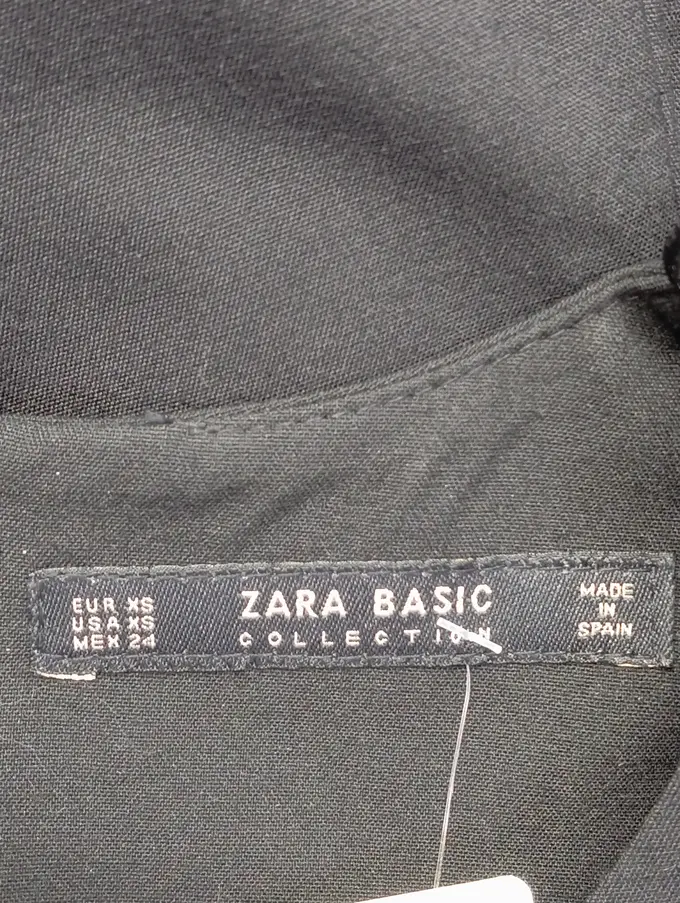 EUR XS
USA XS
MEX 24
ZARA BASIC
COLLECTION
MADE
IN
SPAIN